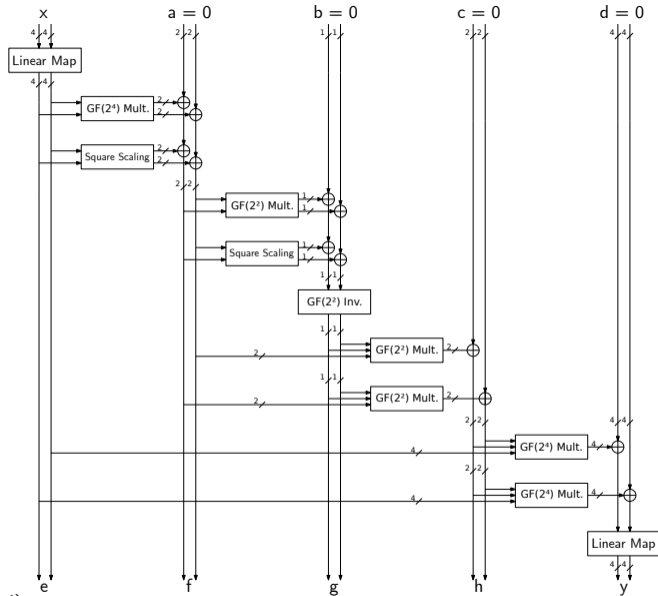 x a = 0 b = 0 c = 0 d = 0
4 4 2 2 1 1 2 2 4 4
Linear Map
4 4
GF(2⁴) Mult. 2
2
Square Scaling 2
2
2 2
GF(2²) Mult. 1
1
Square Scaling 1
1
1 1
GF(2²) Inv.
1 1
2 GF(2²) Mult. 2
1 1
2 GF(2²) Mult. 2
2 2 4 4
4 GF(2⁴) Mult. 4
2 2
4 GF(2⁴) Mult. 4
Linear Map
4 4
e f g h y